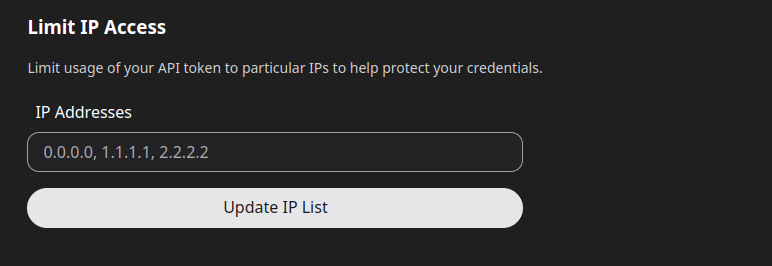 Limit IP Access
Limit usage of your API token to particular IPs to help protect your credentials.
IP Addresses
0.0.0.0, 1.1.1.1, 2.2.2.2
Update IP List